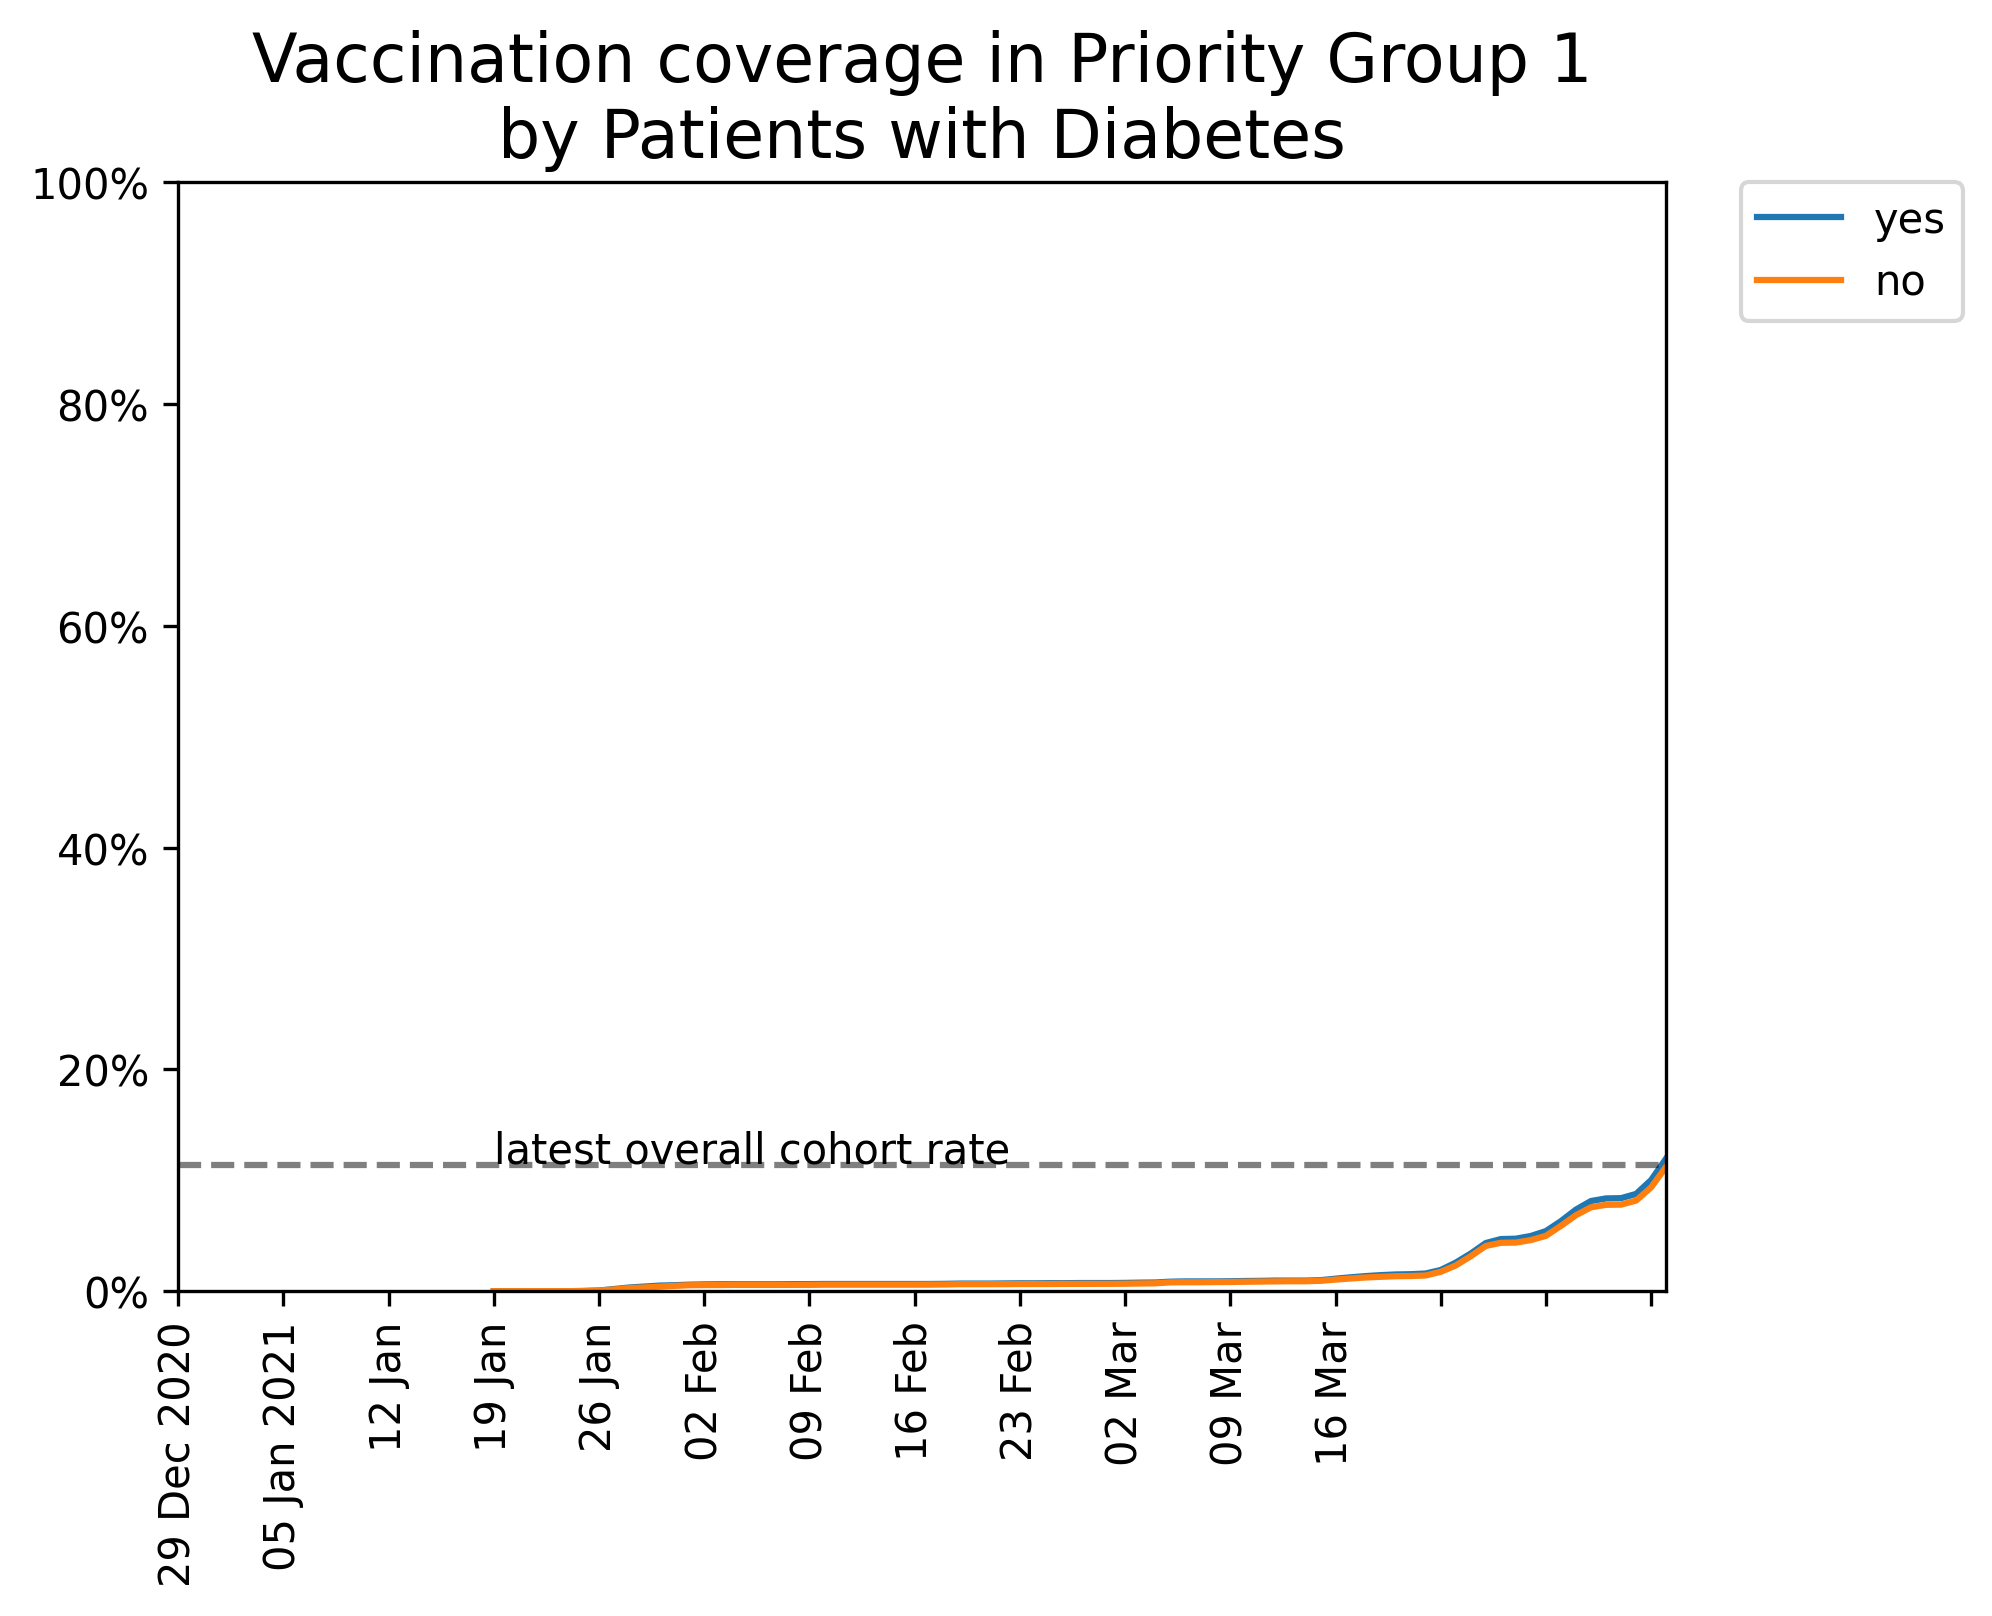 Vaccination coverage in Priority Group 1
by Patients with Diabetes
100%
80%
60%
40%
20%
0%
yes
no
latest overall cohort rate
29 Dec 2020
05 Jan 2021
12 Jan
19 Jan
26 Jan
02 Feb
09 Feb
16 Feb
23 Feb
02 Mar
09 Mar
16 Mar